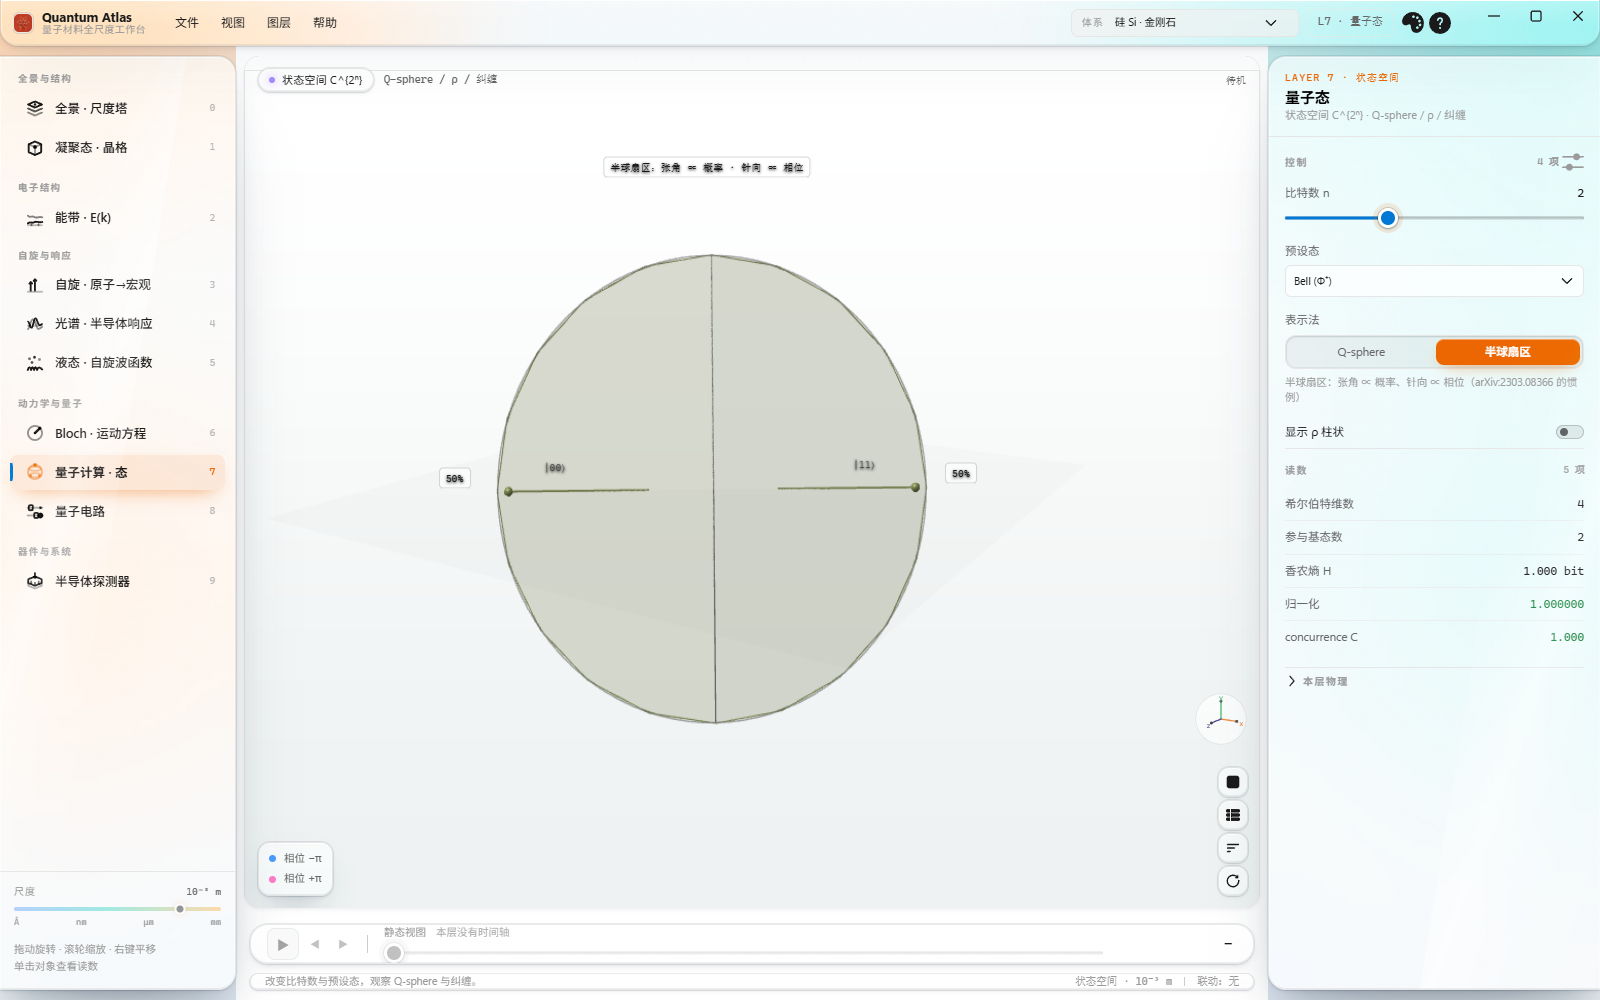 Quantum Atlas
量子材料全尺度工作台
文件 视图 图层 帮助
体系 硅 Si · 金刚石
L7 · 量子态
?
全景与结构
全景 · 尺度塔 0
凝聚态 · 晶格 1
电子结构
能带 · E(k) 2
自旋与响应
自旋 · 原子→宏观 3
光谱 · 半导体响应 4
液态 · 自旋波函数 5
动力学与量子
Bloch · 运动方程 6
量子计算 · 态 7
量子电路 8
器件与系统
半导体探测器 9
尺度 10⁻³ m
Å nm μm mm
拖动旋转 · 滚轮缩放 · 右键平移
单击对象查看读数
状态空间 C^{2ⁿ} Q-sphere / ρ / 纠缠
待机
半球扇区: 张角 ∝ 概率 · 针向 ∝ 相位
50% |00⟩ |11⟩ 50%
Y
Z X
相位 −π
相位 +π
静态视图 本层没有时间轴
改变比特数与预设态，观察 Q-sphere 与纠缠。
状态空间 · 10⁻³ m | 联动: 无
LAYER 7 · 状态空间
量子态
状态空间 C^{2ⁿ} · Q-sphere / ρ / 纠缠
控制 4 项
比特数 n 2
预设态
Bell (Φ⁺)
表示法
Q-sphere 半球扇区
半球扇区：张角 ∝ 概率、针向 ∝ 相位（arXiv:2303.08366 的惯
例）
显示 ρ 柱状
读数 5 项
希尔伯特维数 4
参与基态数 2
香农熵 H 1.000 bit
归一化 1.000000
concurrence C 1.000
本层物理